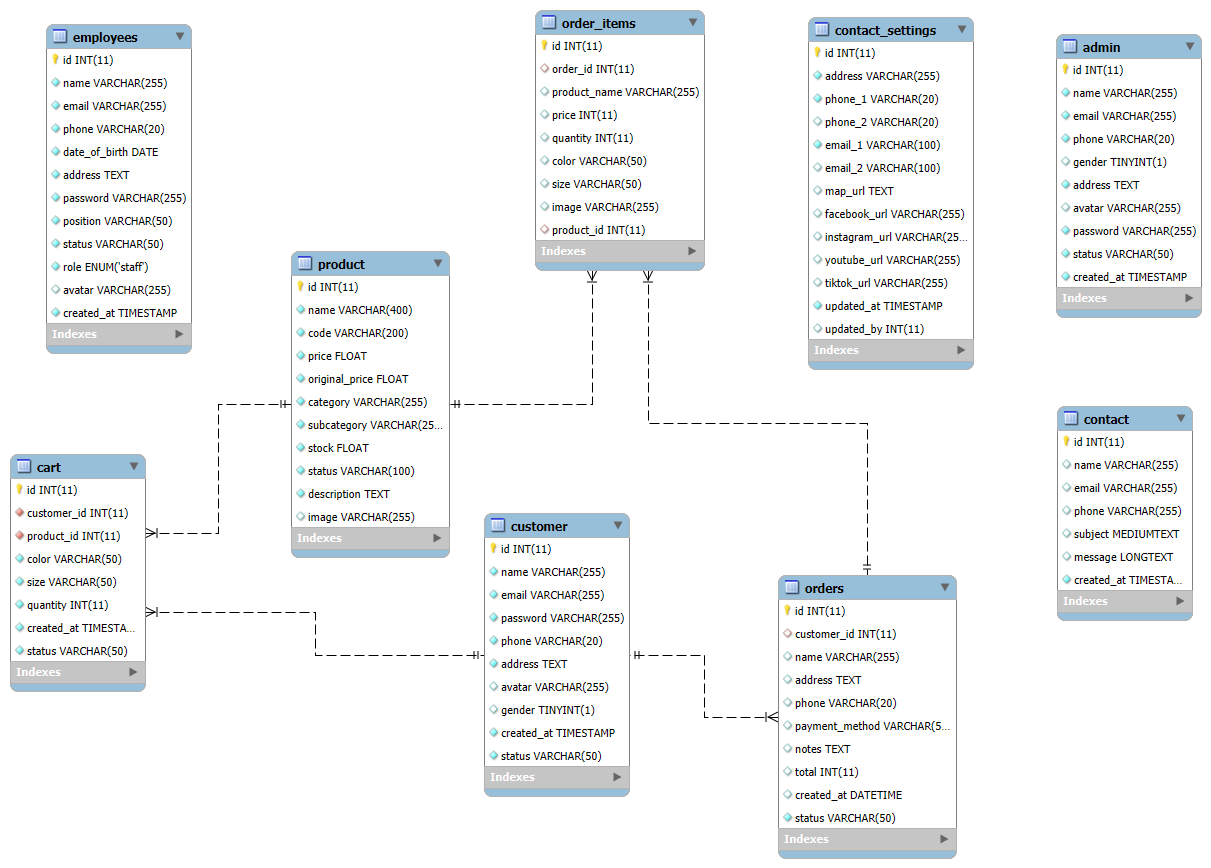 employees
id INT(11)
name VARCHAR(255)
email VARCHAR(255)
phone VARCHAR(20)
date_of_birth DATE
address TEXT
password VARCHAR(255)
position VARCHAR(50)
status VARCHAR(50)
role ENUM('staff')
avatar VARCHAR(255)
created_at TIMESTAMP
Indexes
order_items
id INT(11)
order_id INT(11)
product_name VARCHAR(255)
price INT(11)
quantity INT(11)
color VARCHAR(50)
size VARCHAR(50)
image VARCHAR(255)
product_id INT(11)
Indexes
contact_settings
id INT(11)
address VARCHAR(255)
phone_1 VARCHAR(20)
phone_2 VARCHAR(20)
email_1 VARCHAR(100)
email_2 VARCHAR(100)
map_url TEXT
facebook_url VARCHAR(255)
instagram_url VARCHAR(25...
youtube_url VARCHAR(255)
tiktok_url VARCHAR(255)
updated_at TIMESTAMP
updated_by INT(11)
Indexes
admin
id INT(11)
name VARCHAR(255)
email VARCHAR(255)
phone VARCHAR(20)
gender TINYINT(1)
address TEXT
avatar VARCHAR(255)
password VARCHAR(255)
status VARCHAR(50)
created_at TIMESTAMP
Indexes
product
id INT(11)
name VARCHAR(400)
code VARCHAR(200)
price FLOAT
original_price FLOAT
category VARCHAR(255)
subcategory VARCHAR(25...
stock FLOAT
status VARCHAR(100)
description TEXT
image VARCHAR(255)
Indexes
cart
id INT(11)
customer_id INT(11)
product_id INT(11)
color VARCHAR(50)
size VARCHAR(50)
quantity INT(11)
created_at TIMESTA...
status VARCHAR(50)
Indexes
customer
id INT(11)
name VARCHAR(255)
email VARCHAR(255)
password VARCHAR(255)
phone VARCHAR(20)
address TEXT
avatar VARCHAR(255)
gender TINYINT(1)
created_at TIMESTAMP
status VARCHAR(50)
Indexes
orders
id INT(11)
customer_id INT(11)
name VARCHAR(255)
address TEXT
phone VARCHAR(20)
payment_method VARCHAR(5...
notes TEXT
total INT(11)
created_at DATETIME
status VARCHAR(50)
Indexes
contact
id INT(11)
name VARCHAR(255)
email VARCHAR(255)
phone VARCHAR(255)
subject MEDIUMTEXT
message LONGTEXT
created_at TIMESTA...
Indexes